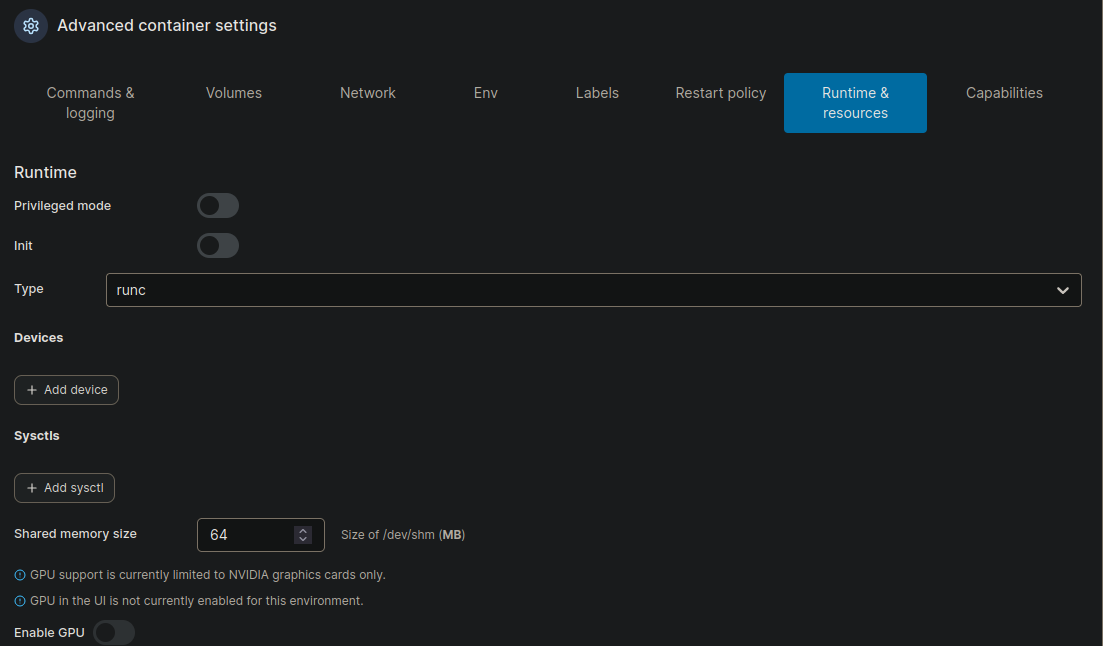 Advanced container settings
Commands & logging
Volumes
Network
Env
Labels
Restart policy
Runtime & resources
Capabilities
Runtime
Privileged mode
Init
Type
runc
Devices
+ Add device
Sysctls
+ Add sysctl
Shared memory size
64
Size of /dev/shm (MB)
GPU support is currently limited to NVIDIA graphics cards only.
GPU in the UI is not currently enabled for this environment.
Enable GPU